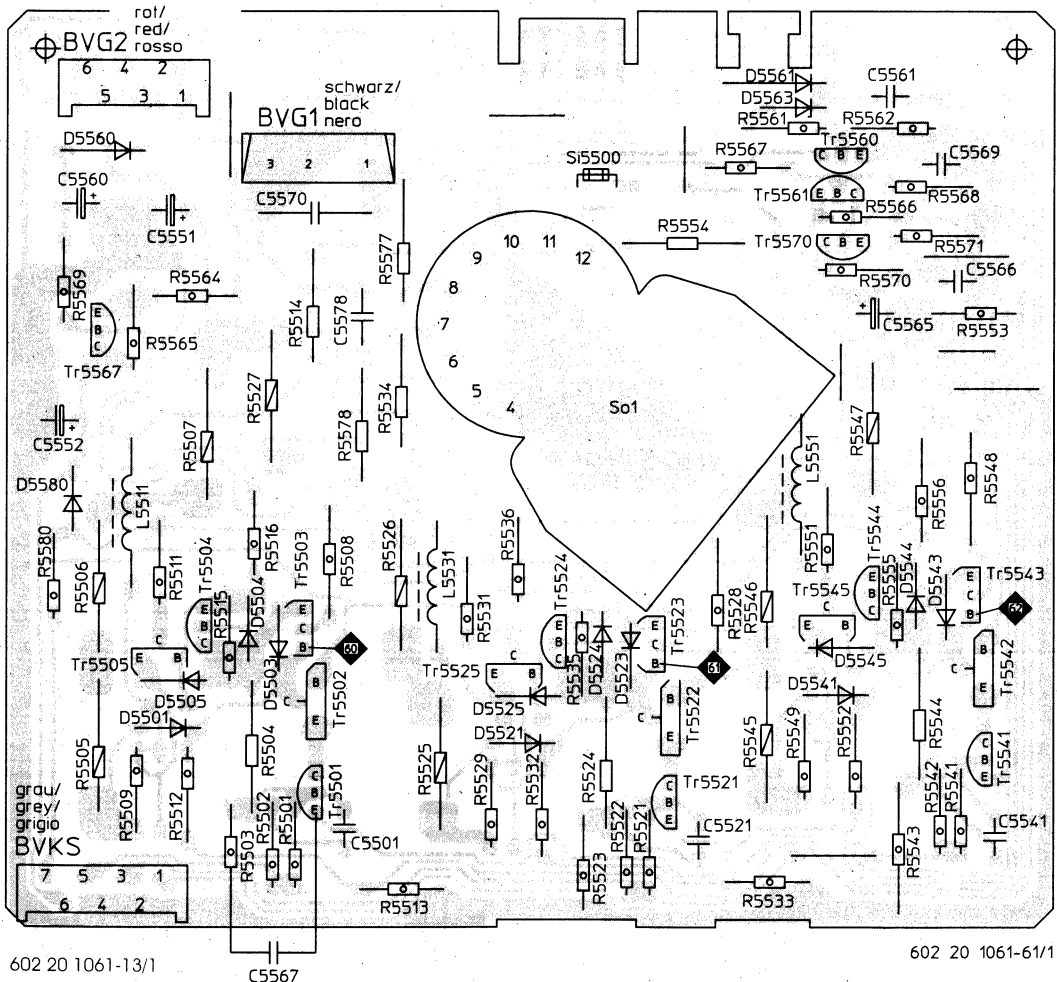 rot/
red/
rosso
BVG2
6 4 2
5 3 1
schwarz/
black
nero
BVG1
3 2 1
D5560
C5560
C5551
C5570
R5577
R5569
R5564
R5514
C5578
R5565
E
B
C
Tr5567
R5527
R5578
R5534
C5552
R5507
D5580
L5511
Si5500
D5561
D5563
R5561
C5561
R5562
Tr5560
C B E
R5567
C5569
Tr5561
E B C
R5568
R5566
R5554
Tr5570
C B E
R5571
R5570
C5566
C5565
R5553
10 11
9 12
8
7
6
5
4
So1
R5547
L5551
R5548
R5556
R5580
R5506
R5511
Tr5504
R5516
Tr5503
R5508
R5515
D5504
E
B
C
E
C
B
60
D5503
C
E B
Tr5505
D5505
D5501
B
C
E
Tr5502
R5505
R5504
R5509
R5512
Tr5501
C
B
E
R5503
R5502
R5501
C5501
R5526
L5531
R5536
R5531
Tr5524
E
B
C
R5535
D5524
D5523
Tr5523
E
C
B
61
R5528
C
E B
Tr5525
D5525
D5521
B
C
E
Tr5522
R5525
R5529
R5532
R5524
Tr5521
C
B
E
R5523
R5522
R5521
C5521
R5546
R5551
Tr5544
E
B
C
R5555
D5544
D5543
Tr5543
E
C
B
62
Tr5545
C
E B
D5545
D5541
B
C
E
Tr5542
R5545
R5549
R5552
R5544
Tr5541
C
B
E
R5543
R5542
R5541
C5541
grau/
grey/
grigio
BVKS
7 5 3 1
6 4 2
R5513
R5533
C5567
602 20 1061-13/1
602 20 1061-61/1